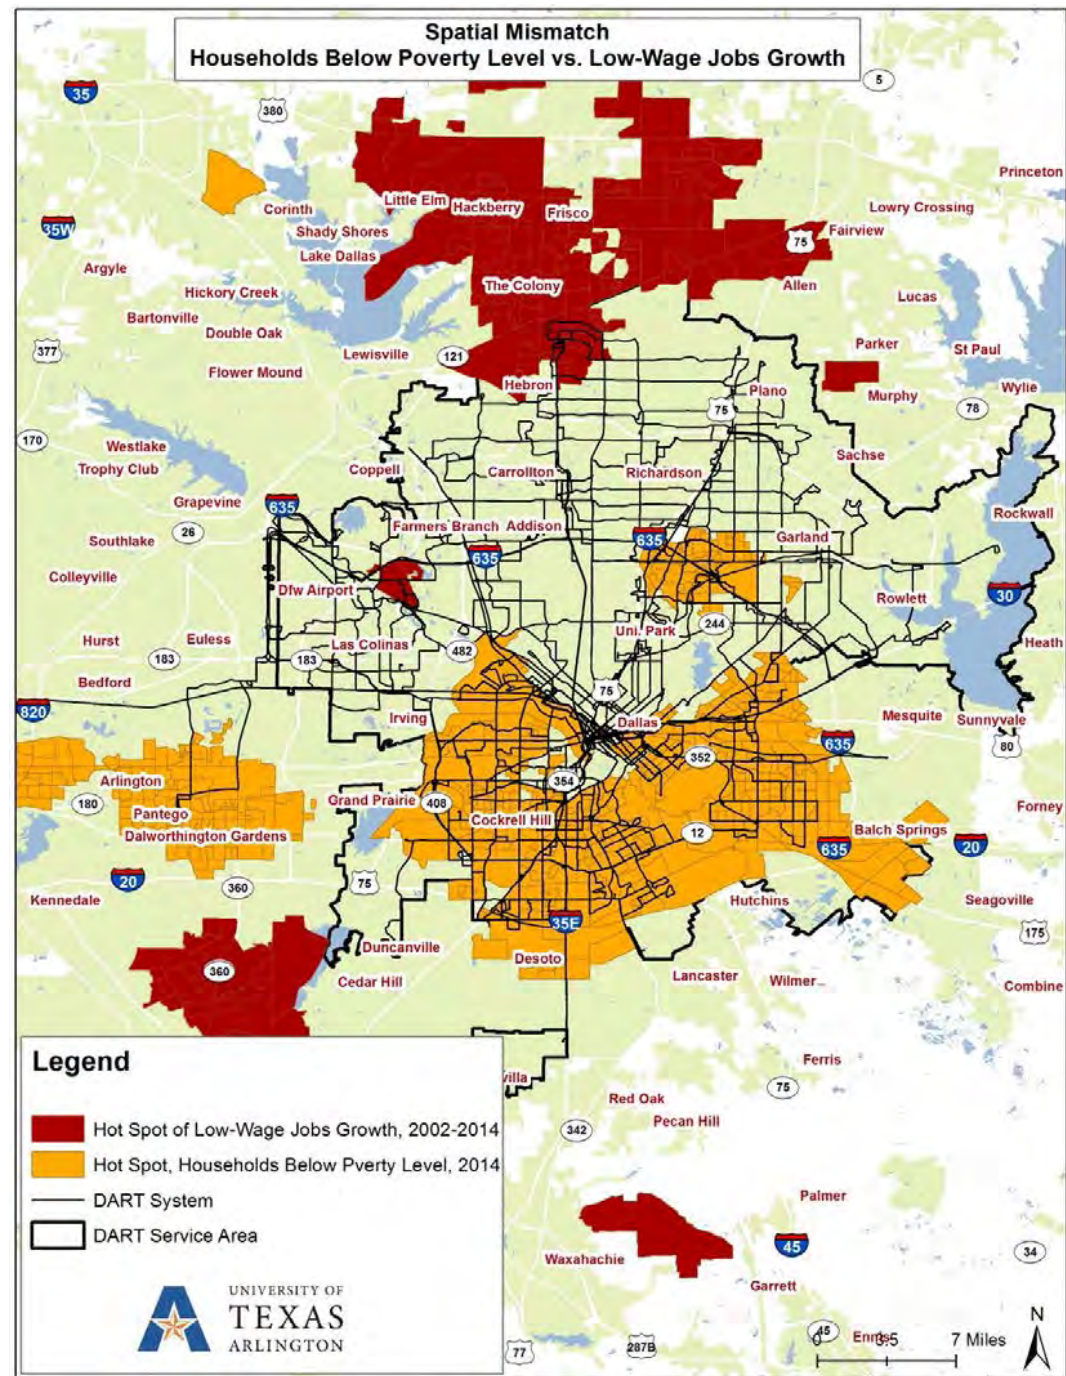 Spatial Mismatch
Households Below Poverty Level vs. Low-Wage Jobs Growth
35
380
5
Princeton
Little Elm
Hackberry
Frisco
Corinth
Lowry Crossing
35W
Shady Shores
75
Fairview
Lake Dallas
Argyle
The Colony
Allen
Hickory Creek
Lucas
Bartonville
Double Oak
377
Lewisville
121
Parker
St Paul
Flower Mound
Hebron
Plano
Murphy
Wylie
75
78
170
Westlake
Trophy Club
Coppell
Carrollton
Richardson
Sachse
Grapevine
635
Rockwall
26
Farmers Branch
Addison
635
Garland
Southlake
635
Colleyville
Dfw Airport
Rowlett
30
Hurst
Euless
Las Colinas
482
Uni. Park
244
Heath
183
183
Bedford
75
820
Irving
Dallas
Mesquite
Sunnyvale
635
80
352
Arlington
354
180
Pantego
Grand Prairie
408
Forney
Cockrell Hill
12
Balch Springs
Dalworthington Gardens
635
20
20
75
360
Kennedale
Hutchins
Seagoville
35E
175
Duncanville
Desoto
360
Cedar Hill
Lancaster
Wilmer
Combine
Legend
Ferris
villa
75
Red Oak
Hot Spot of Low-Wage Jobs Growth, 2002-2014
342
Pecan Hill
Hot Spot, Households Below Pverty Level, 2014
DART System
Palmer
DART Service Area
45
34
Waxahachie
Garrett
UNIVERSITY OF
TEXAS
ARLINGTON
N
45
Ennis
77
287B
0
3.5
7 Miles